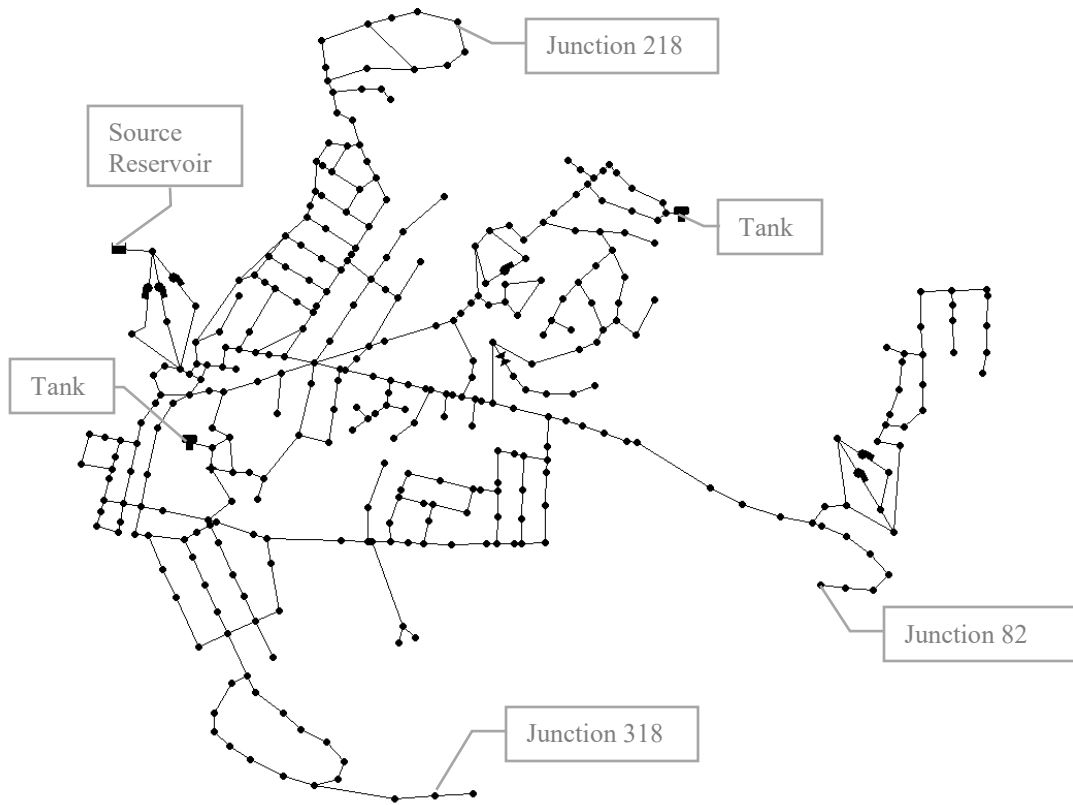 Junction 218
Source
Reservoir
Tank
Tank
Junction 82
Junction 318